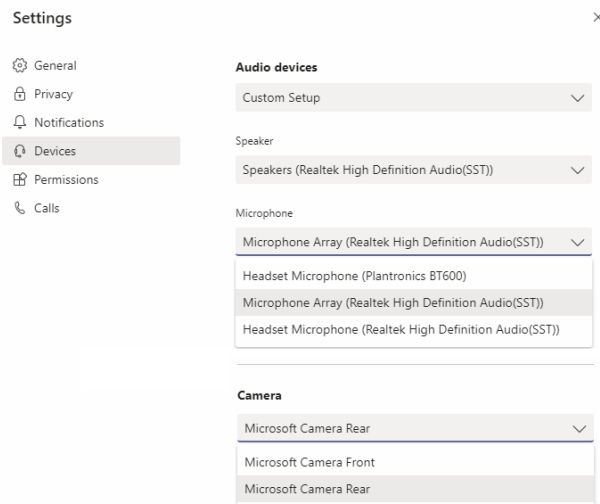 Settings
General
Privacy
Notifications
Devices
Permissions
Calls
Audio devices
Custom Setup
Speaker
Speakers (Realtek High Definition Audio(SST))
Microphone
Microphone Array (Realtek High Definition Audio(SST))
Headset Microphone (Plantronics BT600)
Microphone Array (Realtek High Definition Audio(SST))
Headset Microphone (Realtek High Definition Audio(SST))
Camera
Microsoft Camera Rear
Microsoft Camera Front
Microsoft Camera Rear